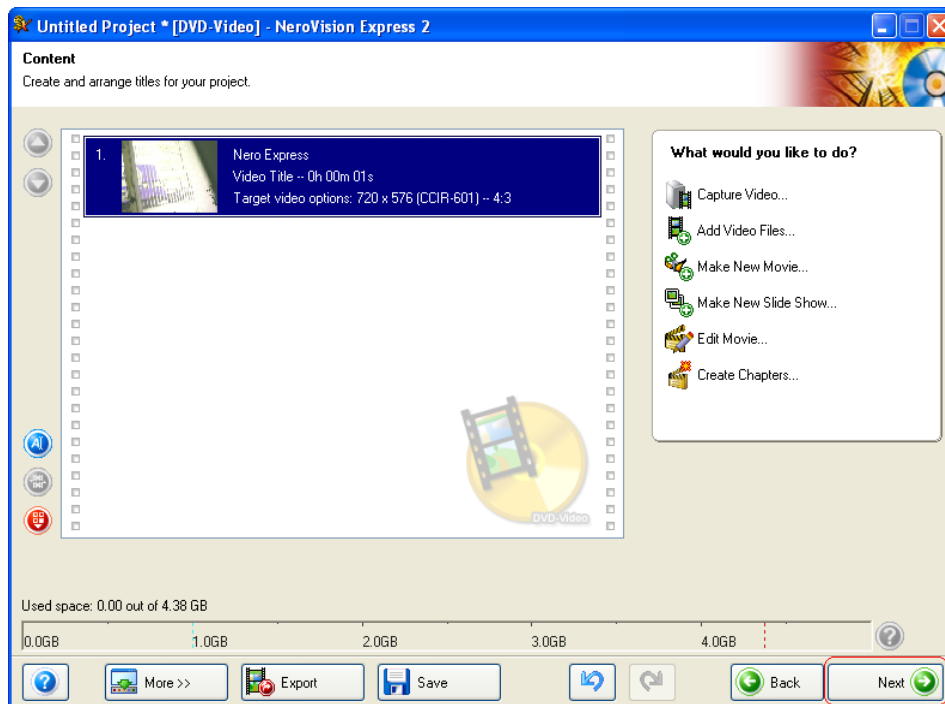 Untitled Project * [DVD-Video] - NeroVision Express 2
Content
Create and arrange titles for your project.
1.
Nero Express
Video Title -- 0h 00m 01s
Target video options: 720 x 576 (CCIR-601) -- 4:3
DVD-Video
What would you like to do?
Capture Video...
Add Video Files...
Make New Movie...
Make New Slide Show...
Edit Movie...
Create Chapters...
Used space: 0.00 out of 4.38 GB
0.0GB 1.0GB 2.0GB 3.0GB 4.0GB
More >> Export Save Back Next